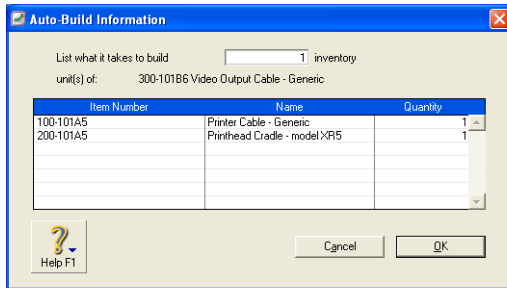 Auto-Build Information
List what it takes to build 1 inventory
unit(s) of: 300-101B6 Video Output Cable - Generic
Item Number Name Quantity
100-101A5 Printer Cable - Generic 1
200-101A5 Printhead Cradle - model XR5 1
Help F1
Cancel OK